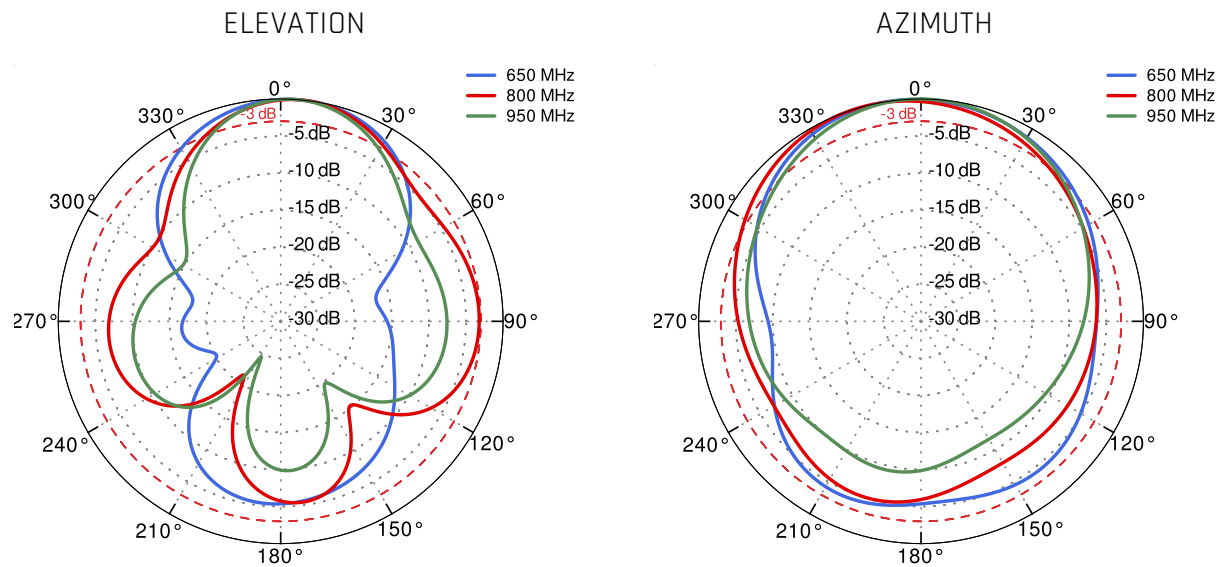 ELEVATION
650 MHz
800 MHz
950 MHz
0°
-3 dB
330°
30°
-5 dB
-10 dB
300°
60°
-15 dB
-20 dB
-25 dB
270°
-30 dB
90°
240°
120°
210°
150°
180°
AZIMUTH
650 MHz
800 MHz
950 MHz
0°
-3 dB
330°
30°
-5 dB
-10 dB
300°
60°
-15 dB
-20 dB
-25 dB
270°
-30 dB
90°
240°
120°
210°
150°
180°